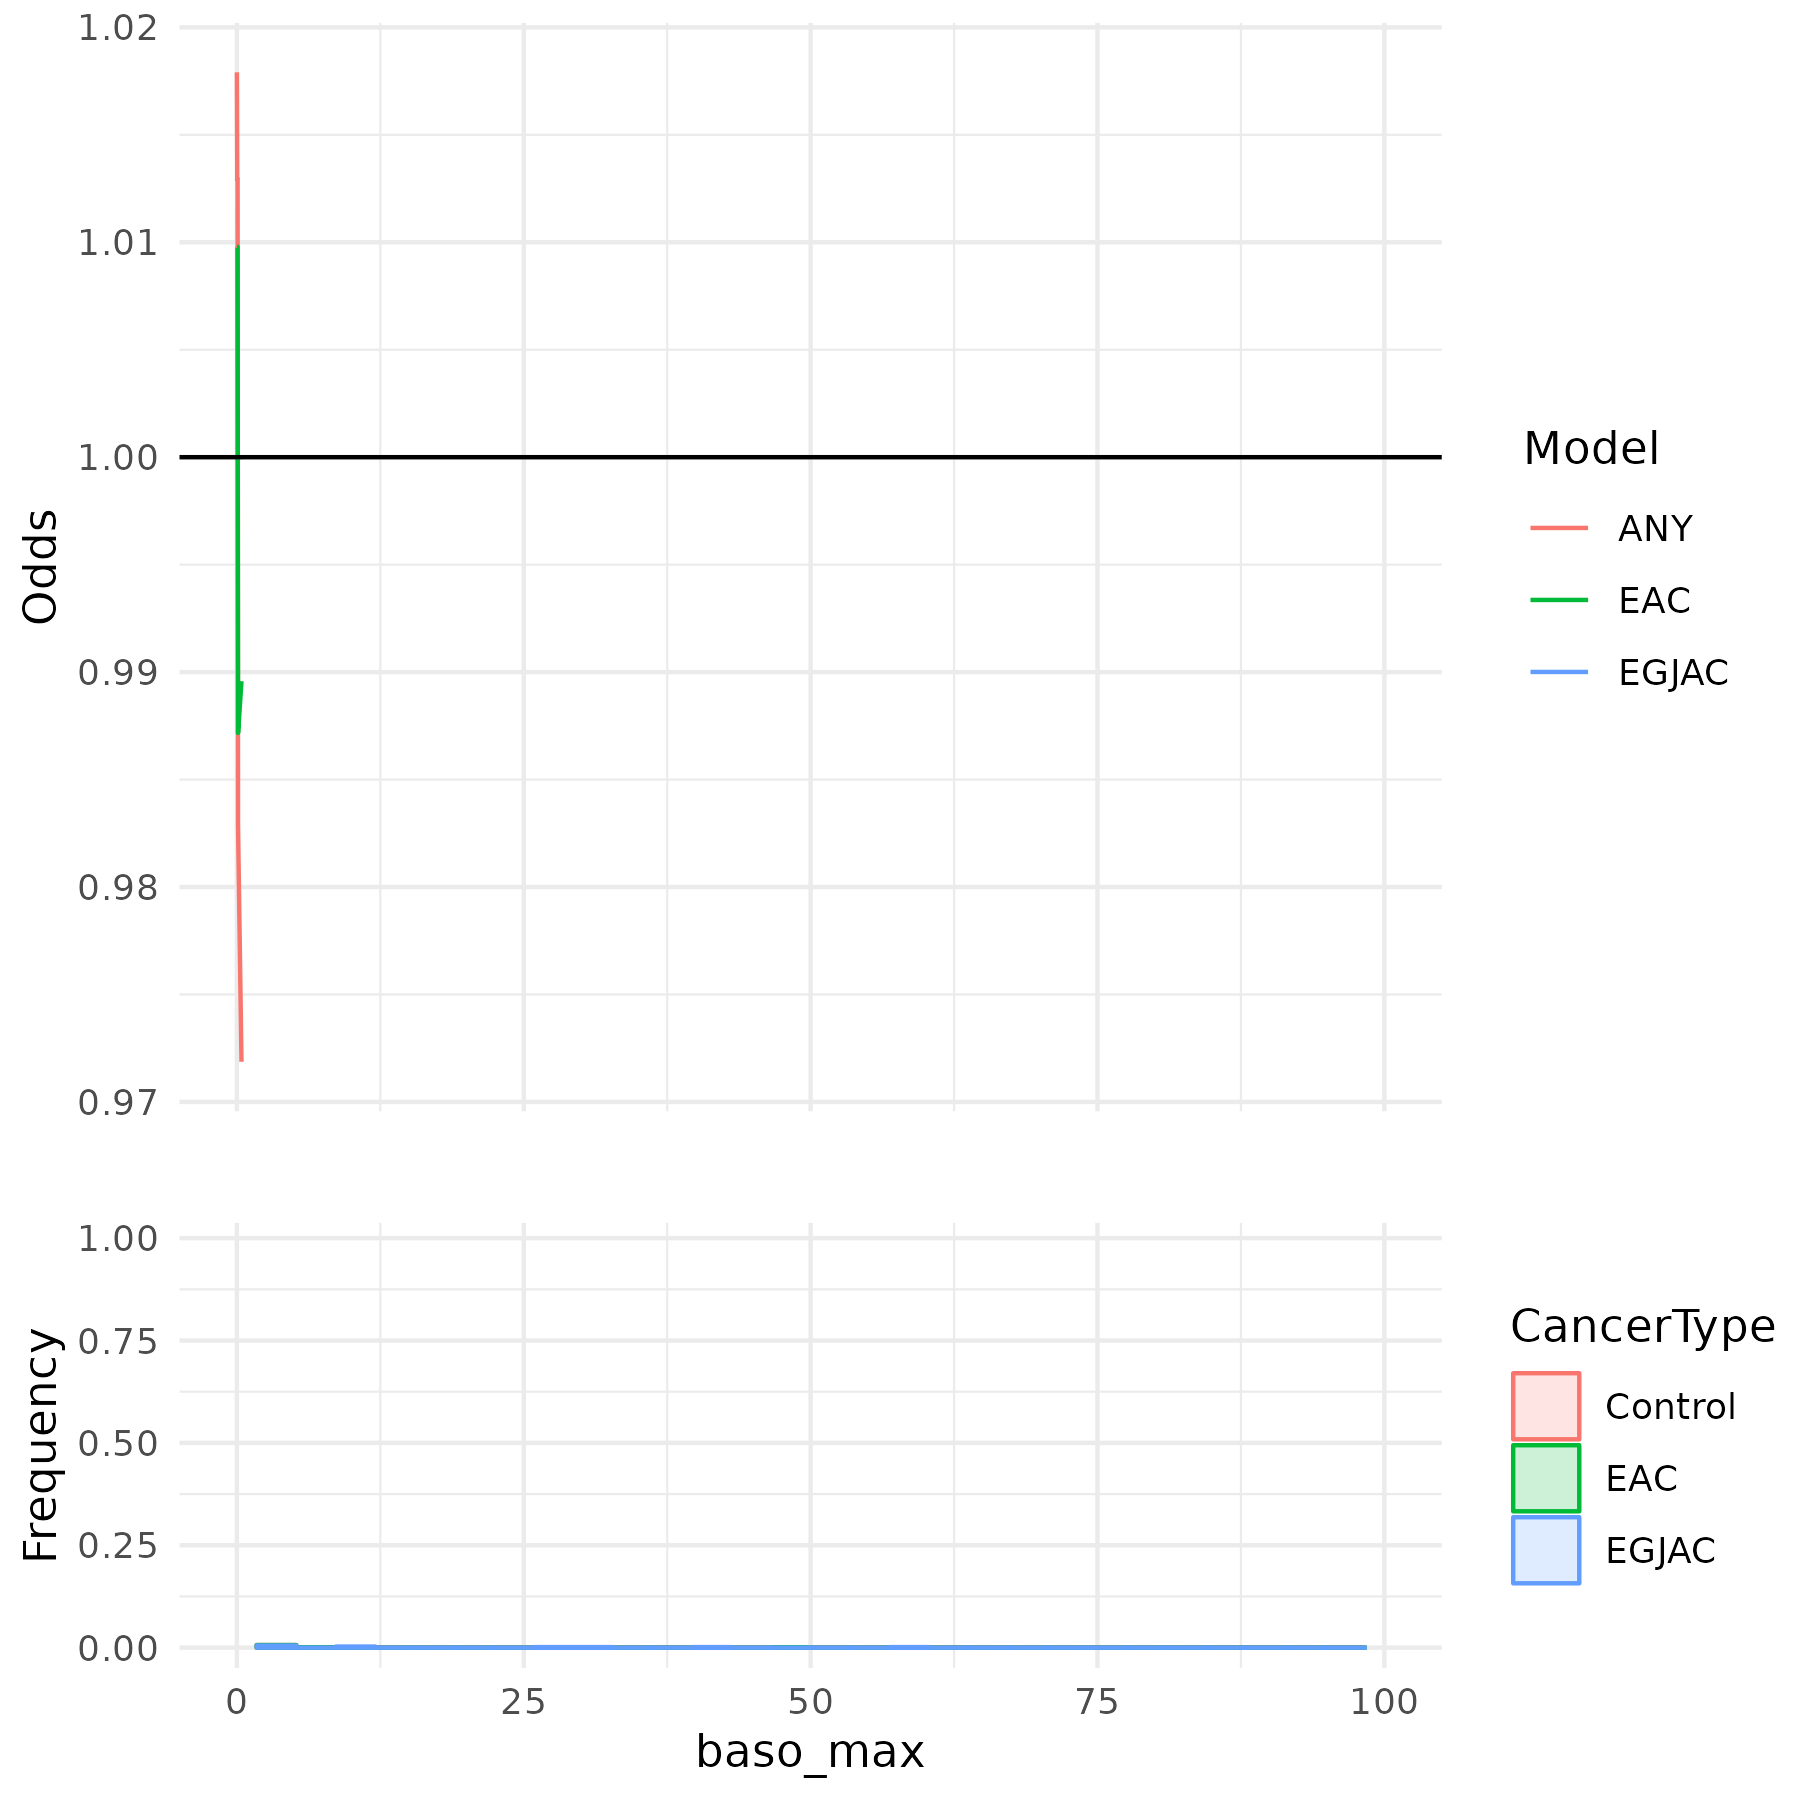 1.02
1.01
1.00
0.99
0.98
0.97
Odds
Model
ANY
EAC
EGJAC
1.00
0.75
0.50
0.25
0.00
Frequency
0 25 50 75 100
baso_max
CancerType
Control
EAC
EGJAC